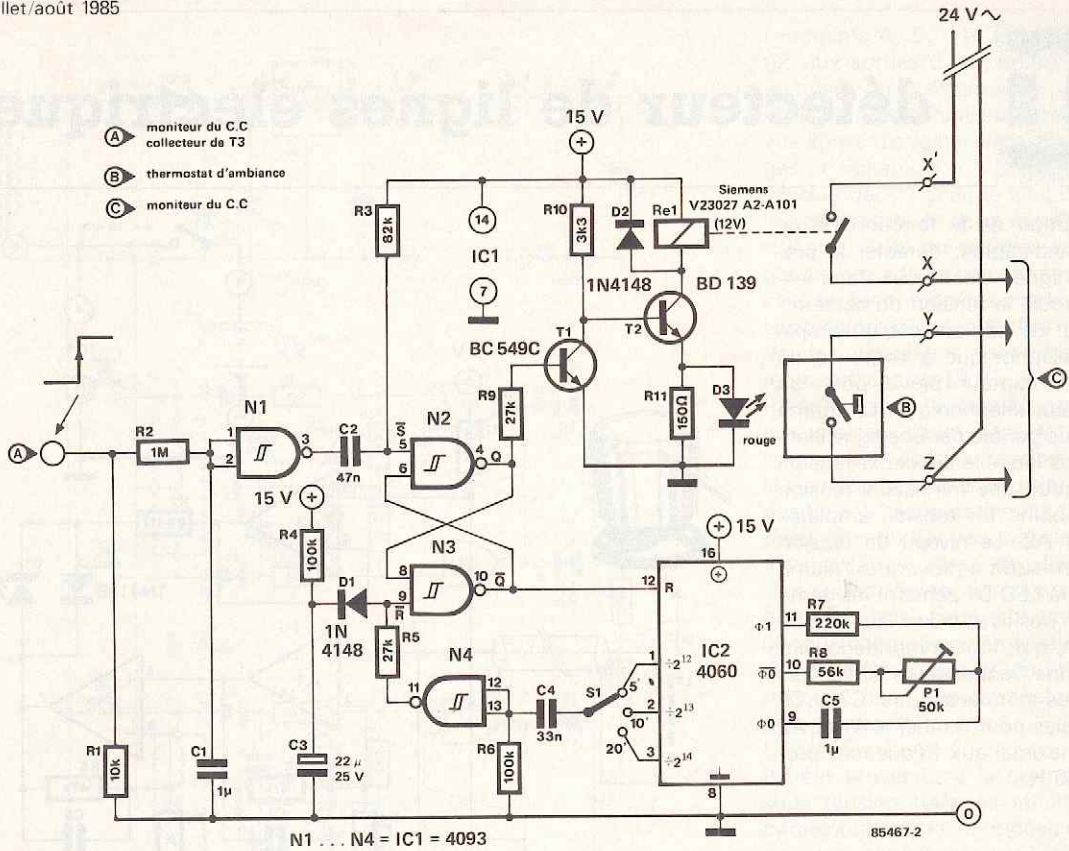 llet/août 1985
24 V ∼
A moniteur du C.C
collecteur de T3
B thermostat d'ambiance
C moniteur du C.C
15 V
+
X'
R3
82k
14
IC1
7
R10
3k3
D2
1N4148
Re1
Siemens
V23027 A2-A101
(12V)
BD 139
T2
BC 549C
T1
X
Y
C
B
Z
R9
27k
R11
150Ω
D3
rouge
A
R2
1M
N1
1
2
3
C2
47n
N2
S̅
5
6
4
Q
15 V
+
R4
100k
D1
1N
4148
N3
8
9
R̅
10
Q̅
R5
27k
N4
11
12
13
C4
33n
S1
5'
10'
20'
15 V
+
16
12
R
IC2
4060
1
÷2¹²
2
÷2¹³
3
÷2¹⁴
Φ1
11
R7
220k
Φ̅0̅
10
R8
56k
P1
50k
Φ0
9
C5
1µ
8
R1
10k
C1
1µ
C3
22 µ
25 V
R6
100k
0
N1 . . . N4 = IC1 = 4093
85467-2